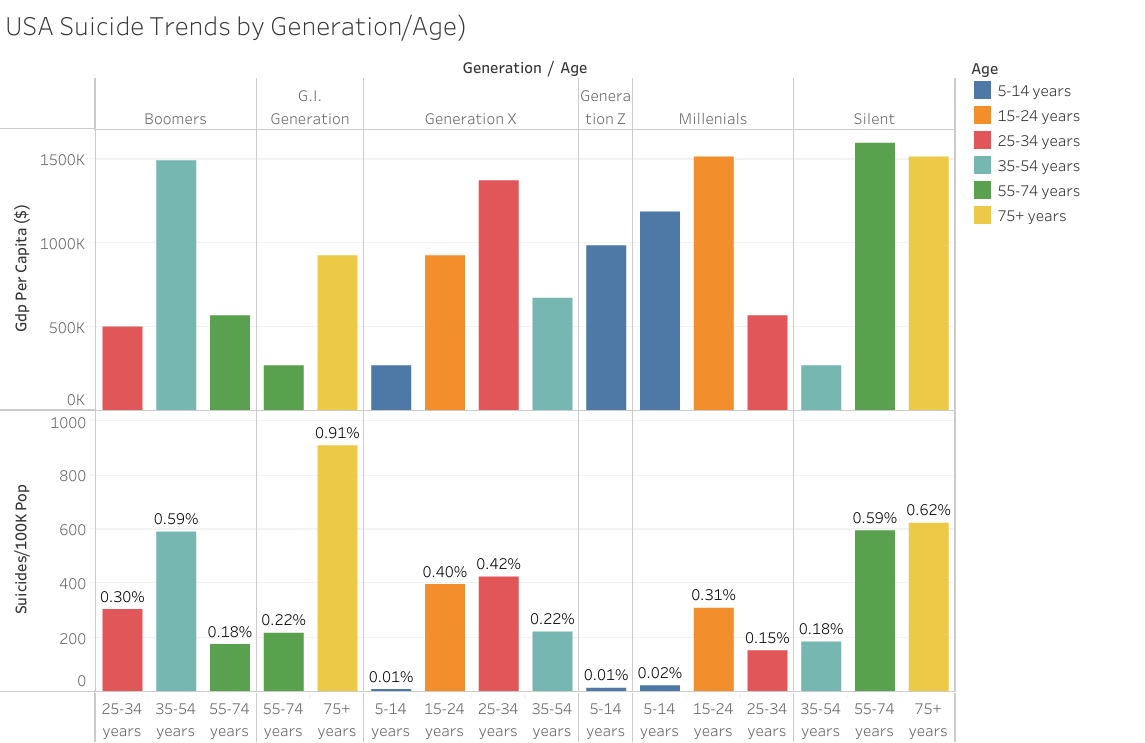 USA Suicide Trends by Generation/Age)
Generation / Age
Boomers
G.I.
Generation
Generation X
Genera
tion Z
Millenials
Silent
Age
5-14 years
15-24 years
25-34 years
35-54 years
55-74 years
75+ years
Gdp Per Capita ($)
1500K
1000K
500K
0K
Suicides/100K Pop
1000
800
600
400
200
0
0.30%
0.59%
0.18%
0.22%
0.91%
0.01%
0.40%
0.42%
0.22%
0.01%
0.02%
0.31%
0.15%
0.18%
0.59%
0.62%
25-34 35-54 55-74 55-74 75+ 5-14 15-24 25-34 35-54 5-14 5-14 15-24 25-34 35-54 55-74 75+
years years years years years years years years years years years years years years years years